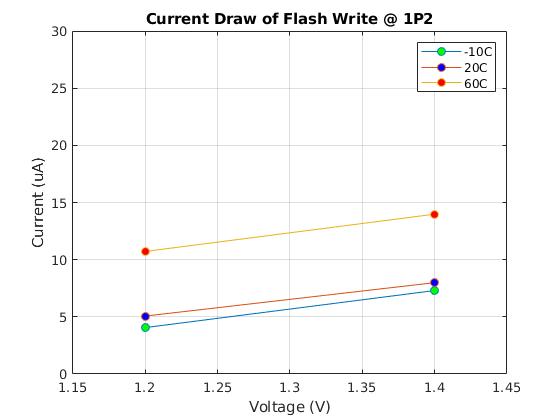 Current Draw of Flash Write @ 1P2
30
25
20
15
10
5
0
Current (uA)
-10C
20C
60C
1.15 1.2 1.25 1.3 1.35 1.4 1.45
Voltage (V)